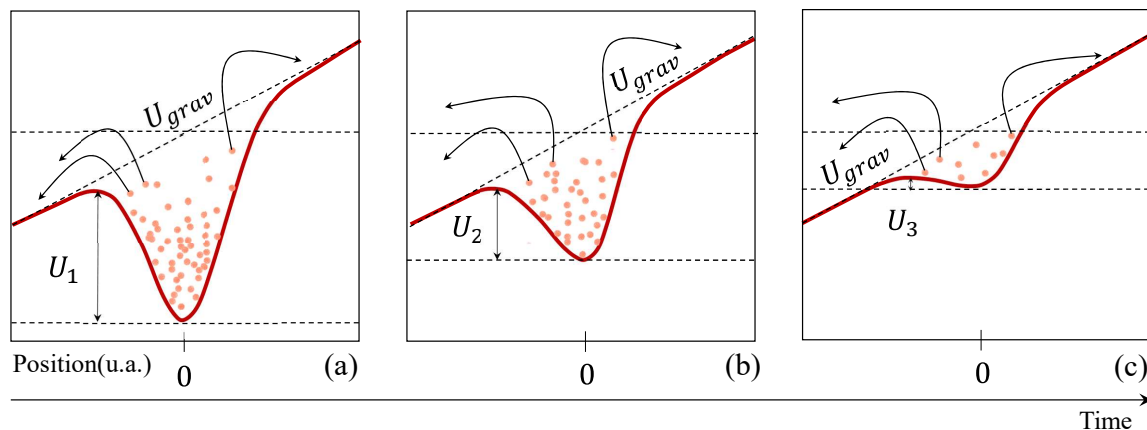 U_grav
U_1
Position(u.a.)
0
(a)
U_grav
U_2
0
(b)
U_grav
U_3
0
(c)
Time